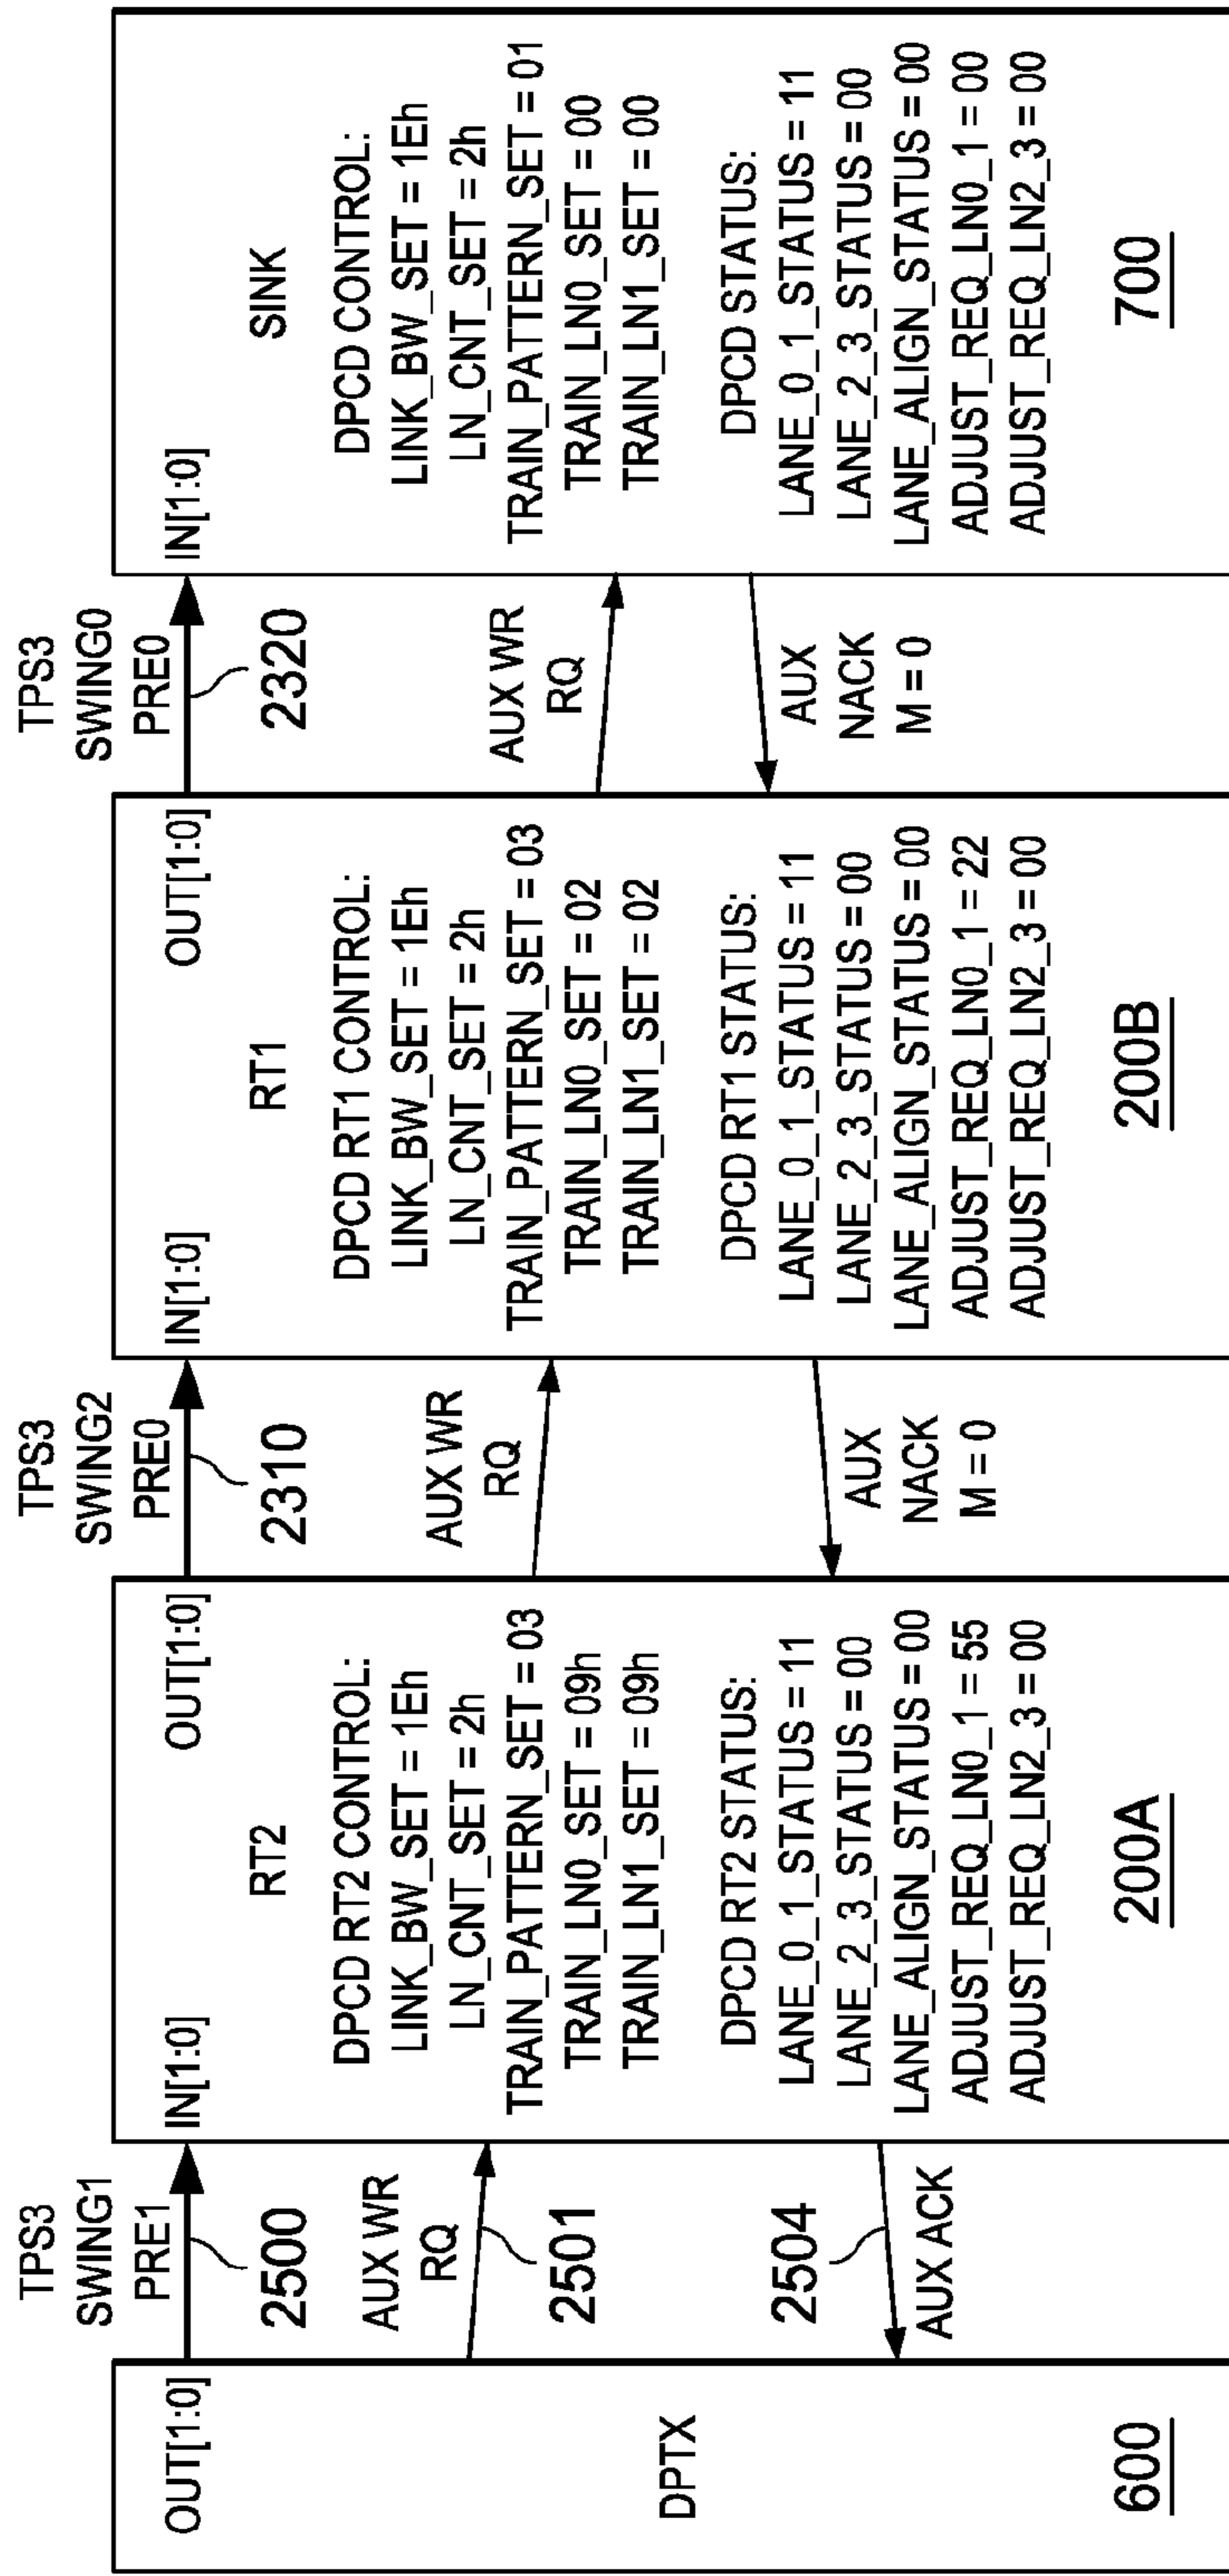 OUT[1:0]
DPTX
600
TPS3
SWING1
PRE1
2500
AUX WR
RQ
2501
2504
AUX ACK
IN[1:0]
OUT[1:0]
RT2
DPCD RT2 CONTROL:
LINK_BW_SET = 1Eh
LN_CNT_SET = 2h
TRAIN_PATTERN_SET = 03
TRAIN_LN0_SET = 09h
TRAIN_LN1_SET = 09h
DPCD RT2 STATUS:
LANE_0_1_STATUS = 11
LANE_2_3_STATUS = 00
LANE_ALIGN_STATUS = 00
ADJUST_REQ_LN0_1 = 55
ADJUST_REQ_LN2_3 = 00
200A
TPS3
SWING2
PRE0
2310
AUX WR
RQ
AUX
NACK
M = 0
IN[1:0]
OUT[1:0]
RT1
DPCD RT1 CONTROL:
LINK_BW_SET = 1Eh
LN_CNT_SET = 2h
TRAIN_PATTERN_SET = 03
TRAIN_LN0_SET = 02
TRAIN_LN1_SET = 02
DPCD RT1 STATUS:
LANE_0_1_STATUS = 11
LANE_2_3_STATUS = 00
LANE_ALIGN_STATUS = 00
ADJUST_REQ_LN0_1 = 22
ADJUST_REQ_LN2_3 = 00
200B
TPS3
SWING0
PRE0
2320
AUX WR
RQ
AUX
NACK
M = 0
IN[1:0]
SINK
DPCD CONTROL:
LINK_BW_SET = 1Eh
LN_CNT_SET = 2h
TRAIN_PATTERN_SET = 01
TRAIN_LN0_SET = 00
TRAIN_LN1_SET = 00
DPCD STATUS:
LANE_0_1_STATUS = 11
LANE_2_3_STATUS = 00
LANE_ALIGN_STATUS = 00
ADJUST_REQ_LN0_1 = 00
ADJUST_REQ_LN2_3 = 00
700